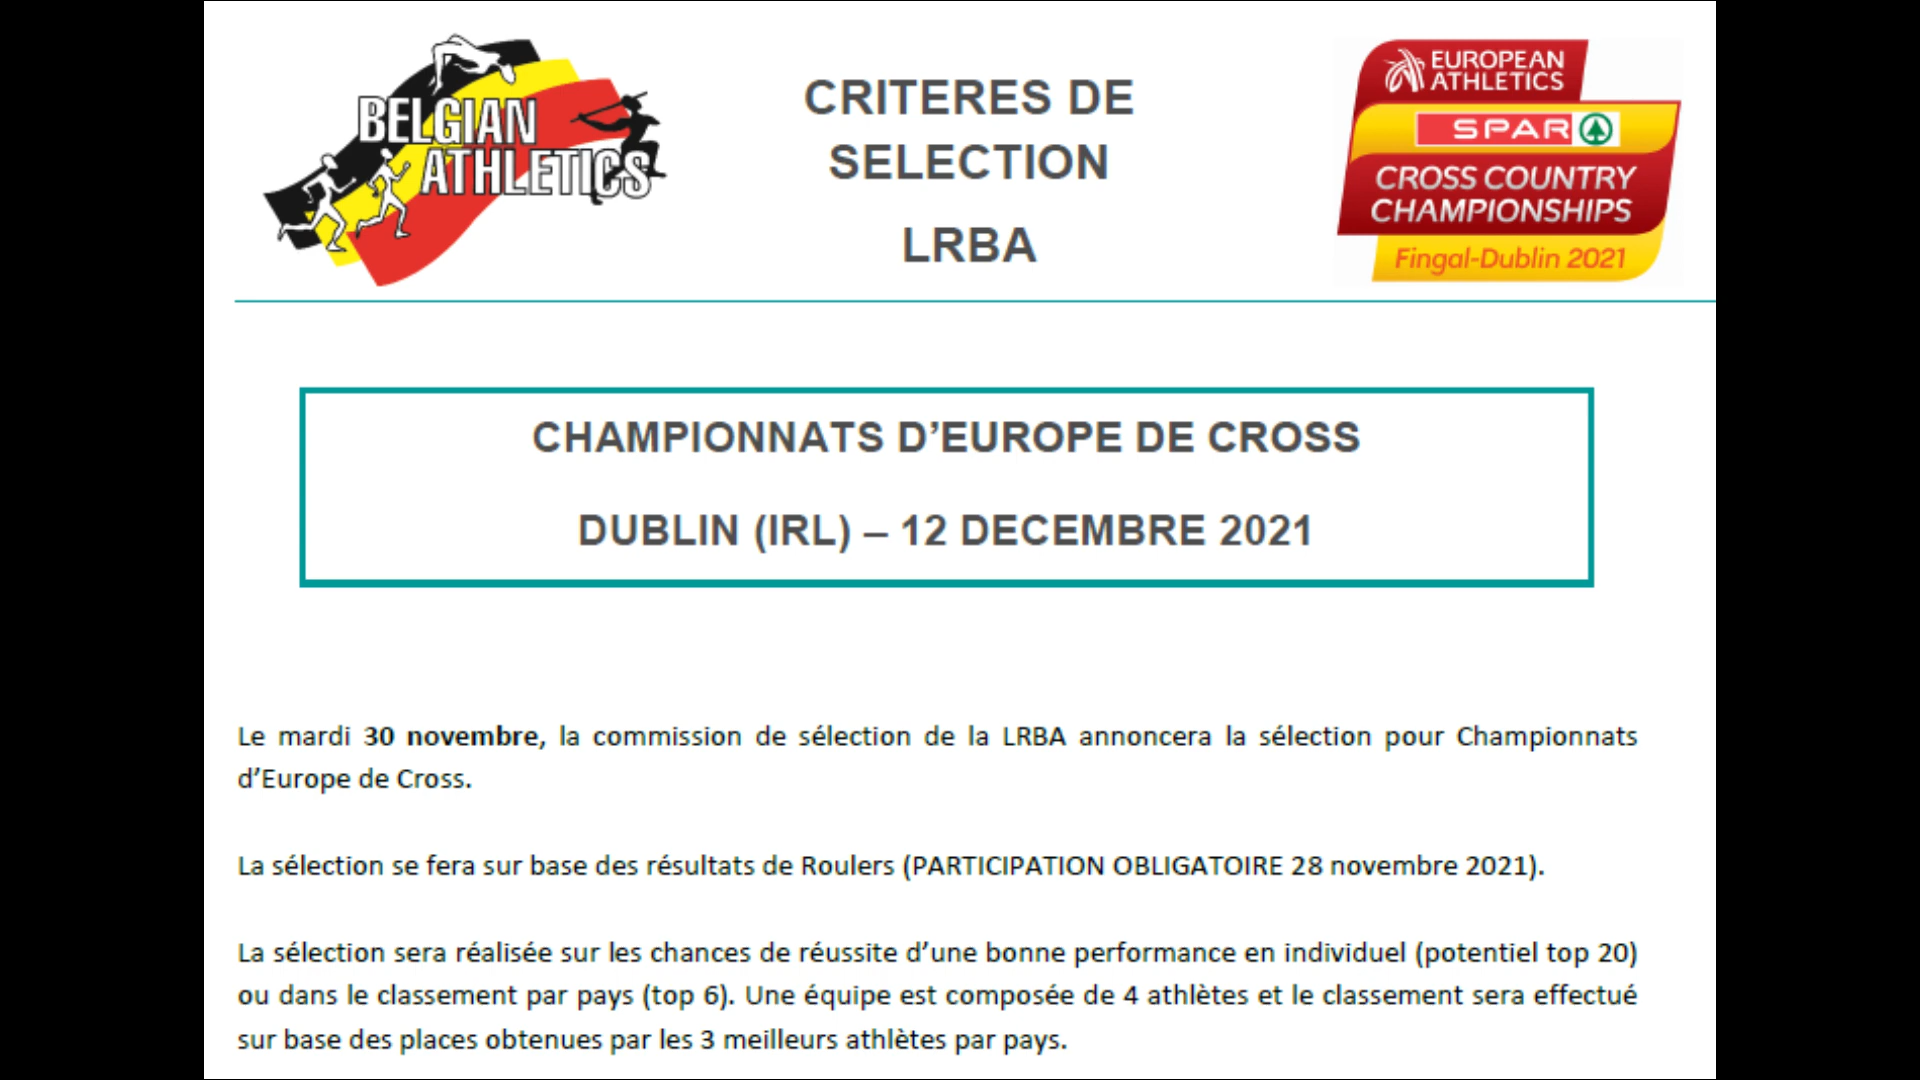 BELGIAN
ATHLETICS
CRITERES DE
SELECTION
LRBA
EUROPEAN
ATHLETICS
SPAR
CROSS COUNTRY
CHAMPIONSHIPS
Fingal-Dublin 2021
CHAMPIONNATS D’EUROPE DE CROSS
DUBLIN (IRL) – 12 DECEMBRE 2021
Le mardi 30 novembre, la commission de sélection de la LRBA annoncera la sélection pour Championnats
d’Europe de Cross.
La sélection se fera sur base des résultats de Roulers (PARTICIPATION OBLIGATOIRE 28 novembre 2021).
La sélection sera réalisée sur les chances de réussite d’une bonne performance en individuel (potentiel top 20)
ou dans le classement par pays (top 6). Une équipe est composée de 4 athlètes et le classement sera effectué
sur base des places obtenues par les 3 meilleurs athlètes par pays.